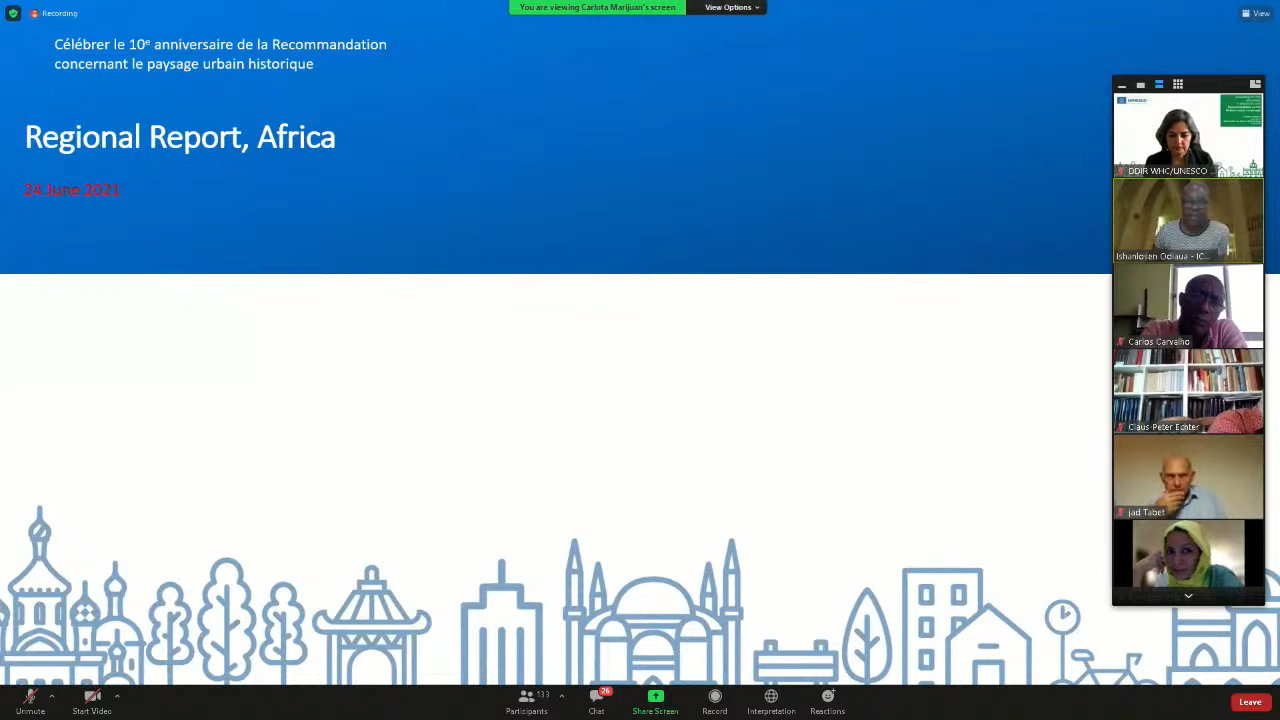 Recording
You are viewing Carlota Marijuan's screen
View Options
View
Célébrer le 10e anniversaire de la Recommandation
concernant le paysage urbain historique
Regional Report, Africa
24 June 2021
unesco
DDIR WHC/UNESCO ...
Ishanlosen Odiaua - IC...
Carlos Carvalho
Claus-Peter Echter
jad Tabet
Unmute
Start Video
133
Participants
26
Chat
Share Screen
Record
Interpretation
Reactions
Leave